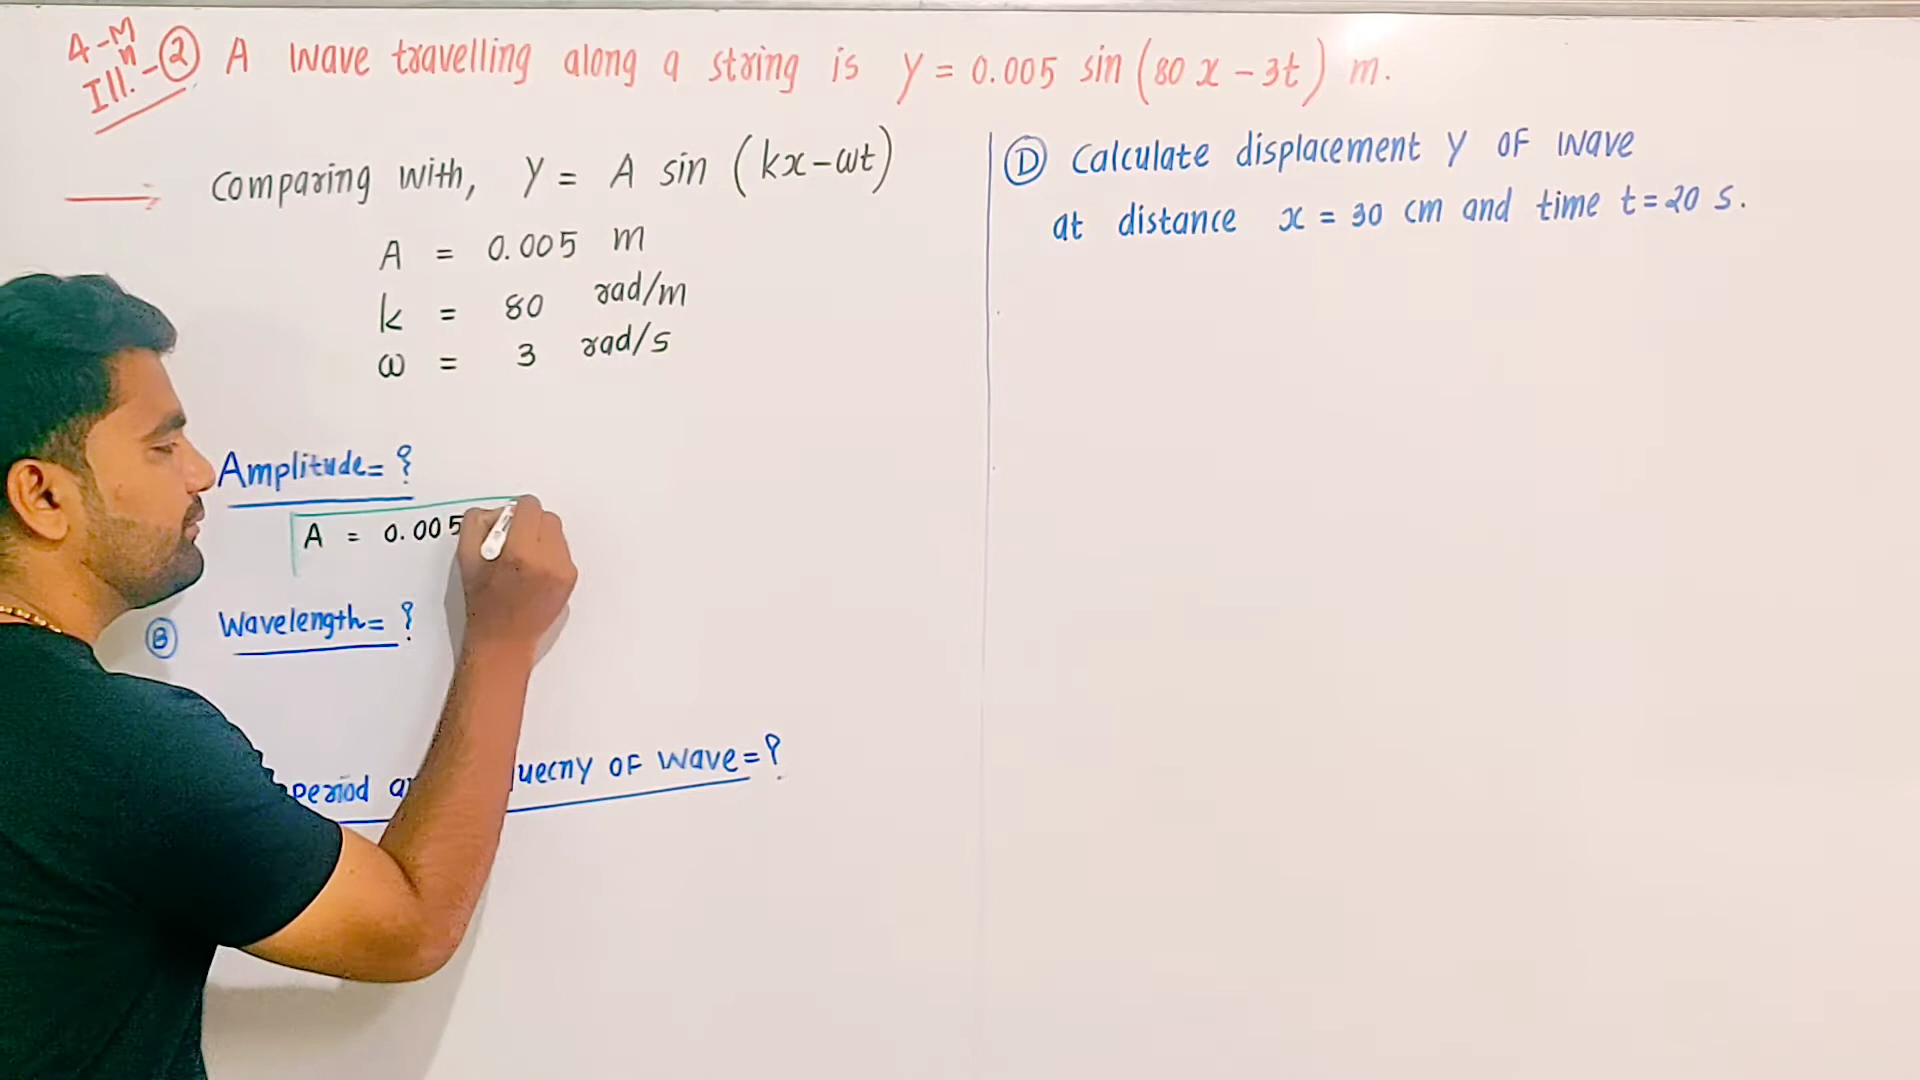 4-M
Ill.n-② A wave travelling along a string is y = 0.005 sin (80 x - 3t) m.
Comparing with, y = A sin (kx-ωt)
A = 0.005 m
k = 80 rad/m
ω = 3 rad/s
Amplitude= ?
A = 0.005
Ⓑ Wavelength= ?
period uecny OF wave=?
Ⓓ Calculate displacement y OF wave
at distance x = 30 cm and time t=20 s.